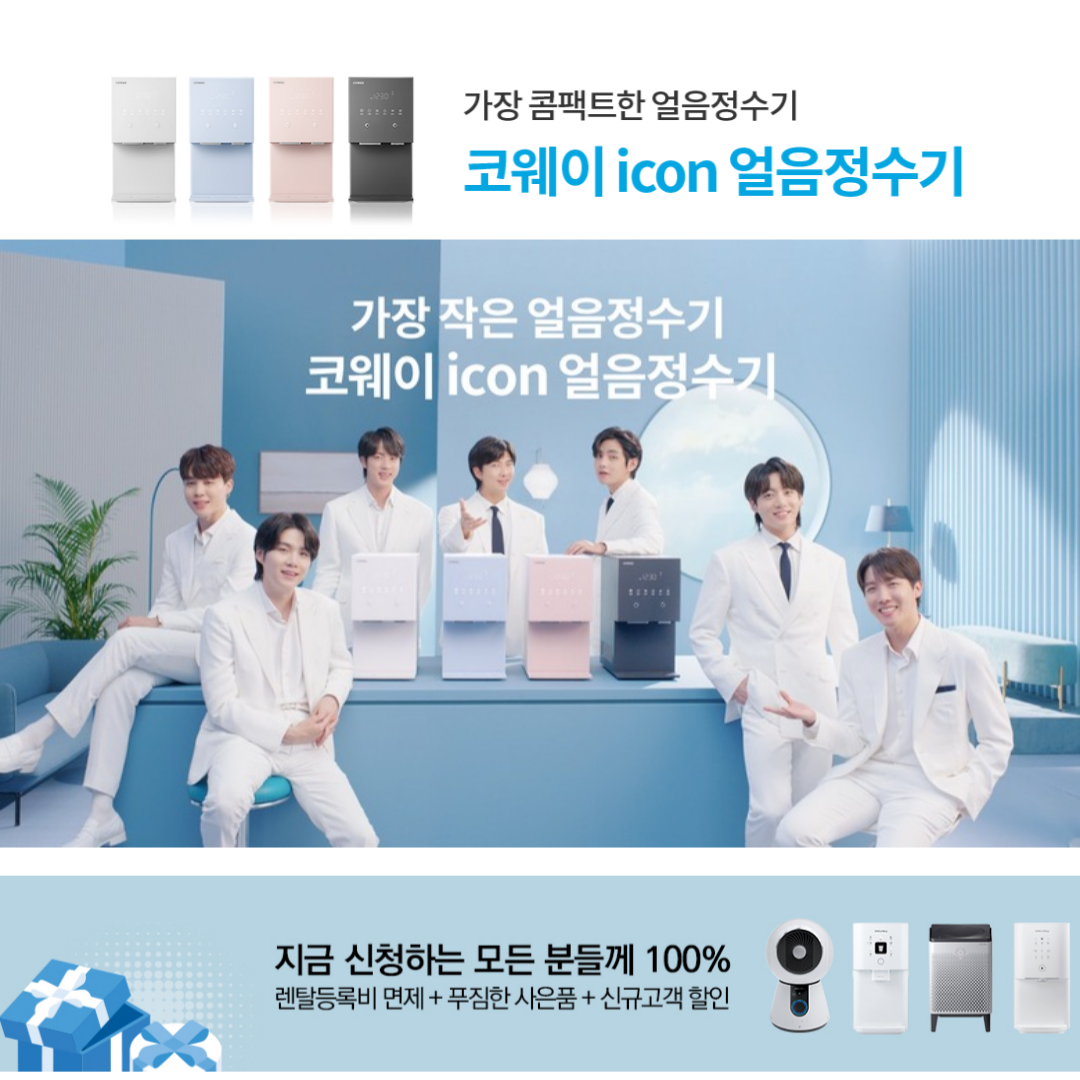 가장 콤팩트한 얼음정수기
코웨이 icon 얼음정수기
가장 작은 얼음정수기
코웨이 icon 얼음정수기
지금 신청하는 모든 분들께 100%
렌탈등록비 면제 + 푸짐한 사은품 + 신규고객 할인